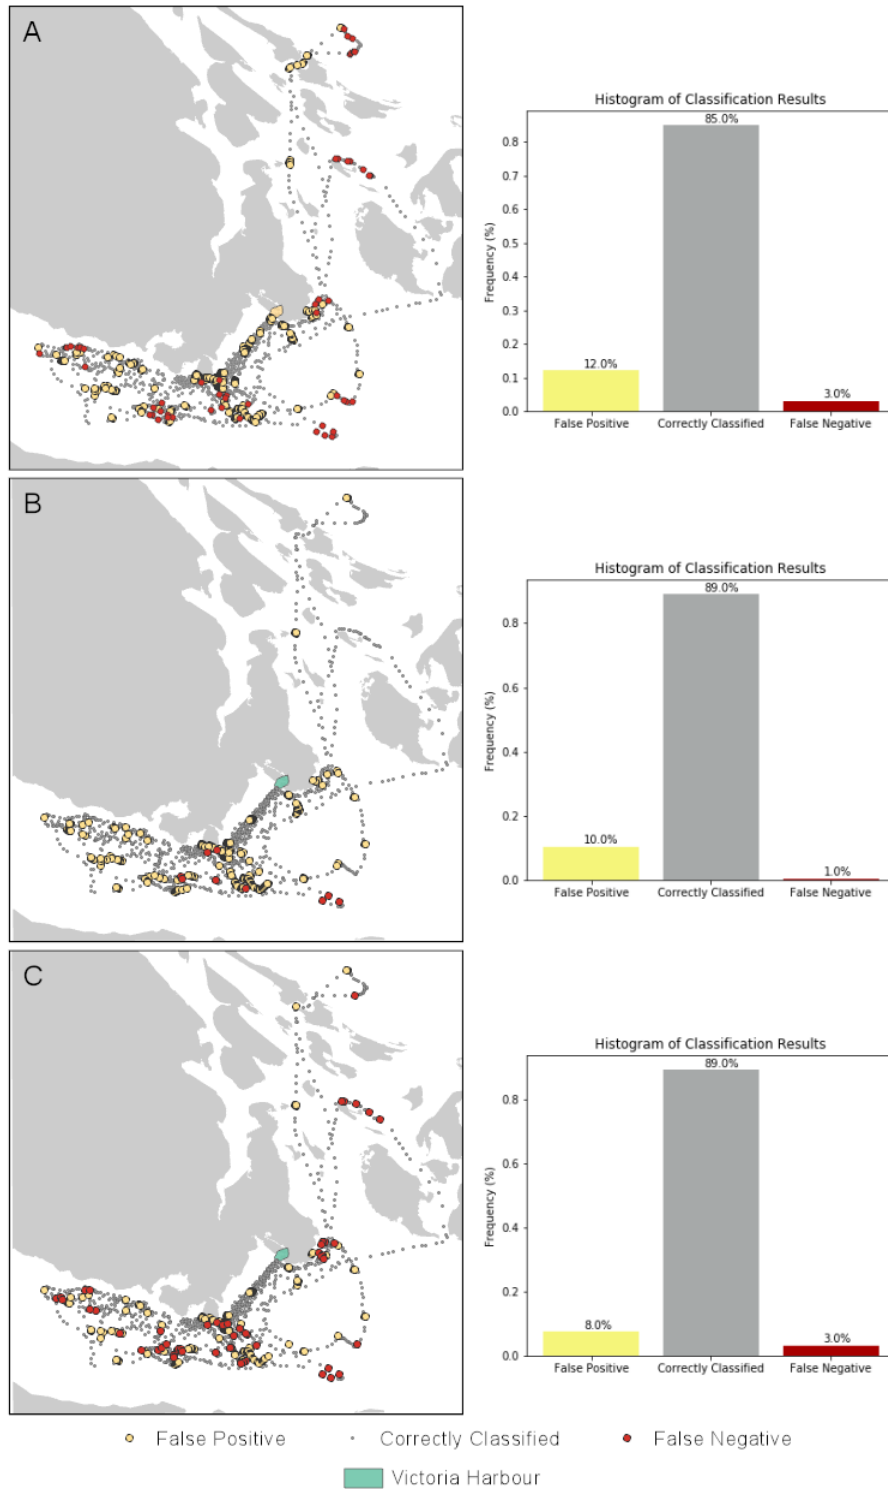 A
Histogram of Classification Results
85.0%
0.8
0.7
0.6
0.5
0.4
0.3
0.2
0.1
0.0
Frequency (%)
12.0%
3.0%
False Positive Correctly Classified False Negative
B
Histogram of Classification Results
89.0%
0.8
0.6
0.4
0.2
0.0
Frequency (%)
10.0%
1.0%
False Positive Correctly Classified False Negative
C
Histogram of Classification Results
89.0%
0.8
0.6
0.4
0.2
0.0
Frequency (%)
8.0%
3.0%
False Positive Correctly Classified False Negative
False Positive Correctly Classified False Negative
Victoria Harbour